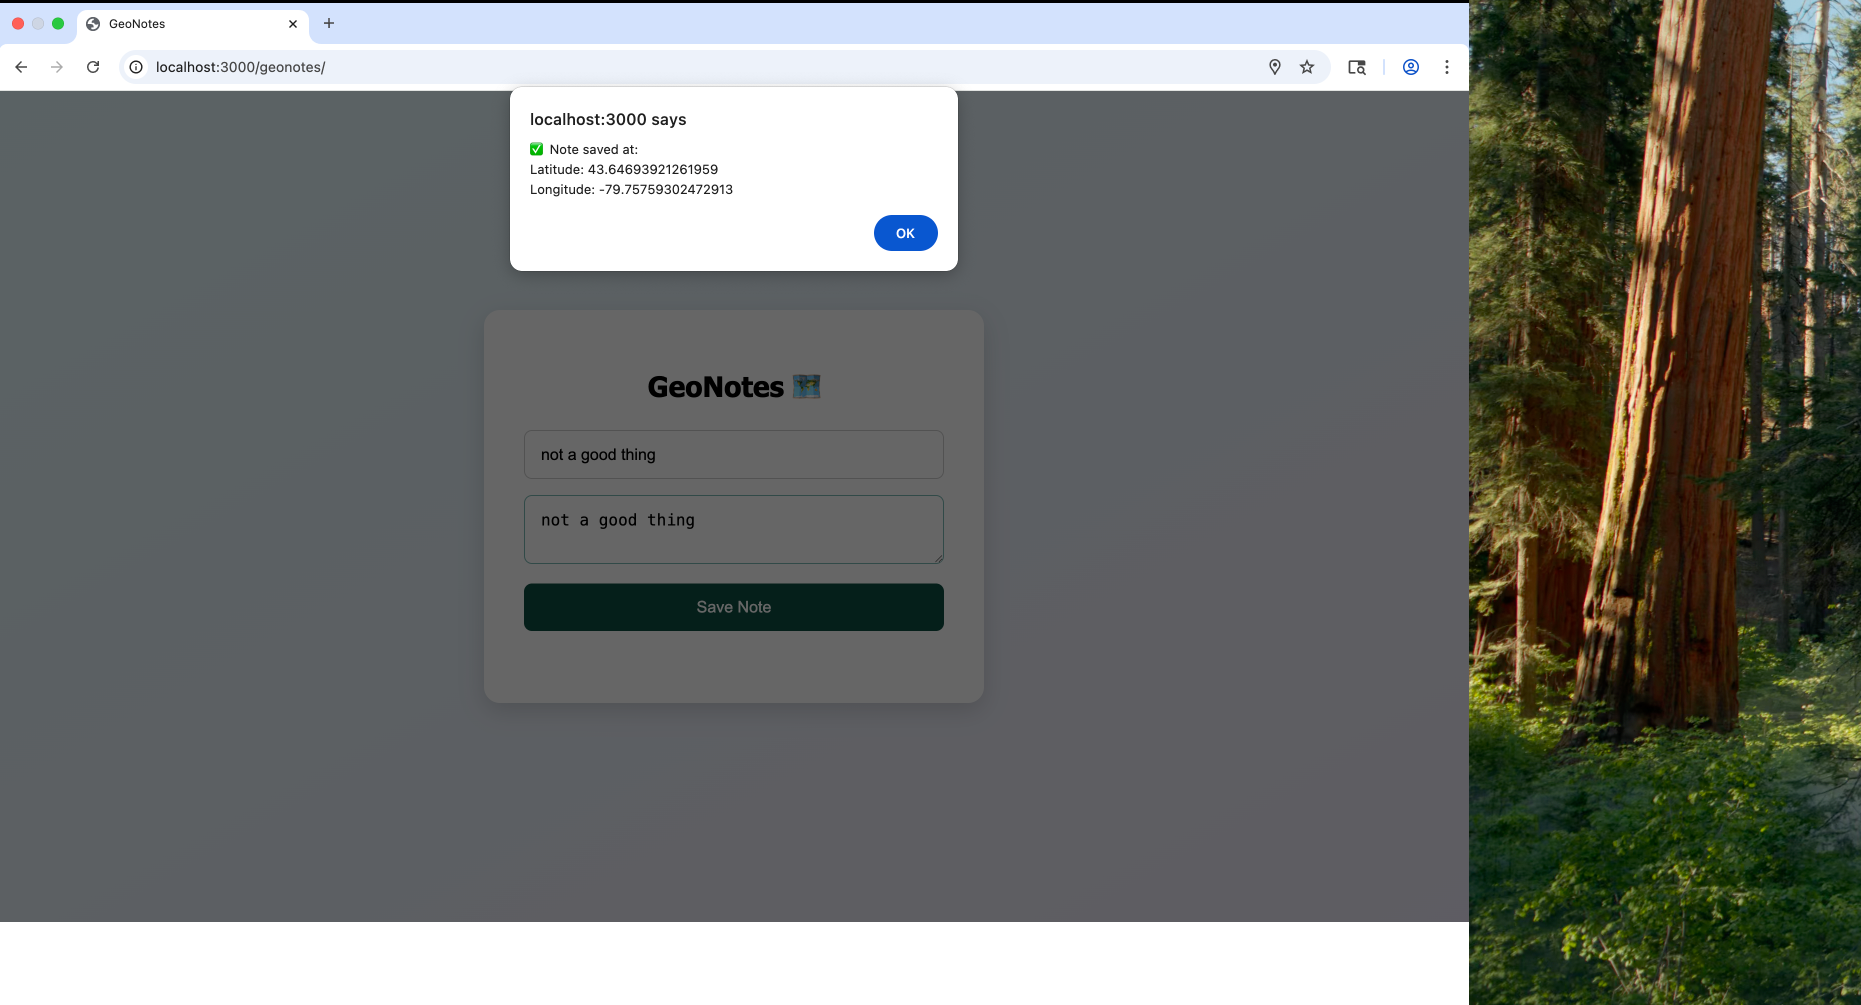 GeoNotes
localhost:3000/geonotes/
localhost:3000 says
✅ Note saved at:
Latitude: 43.64693921261959
Longitude: -79.75759302472913
OK
GeoNotes 🗺️
not a good thing
not a good thing
Save Note